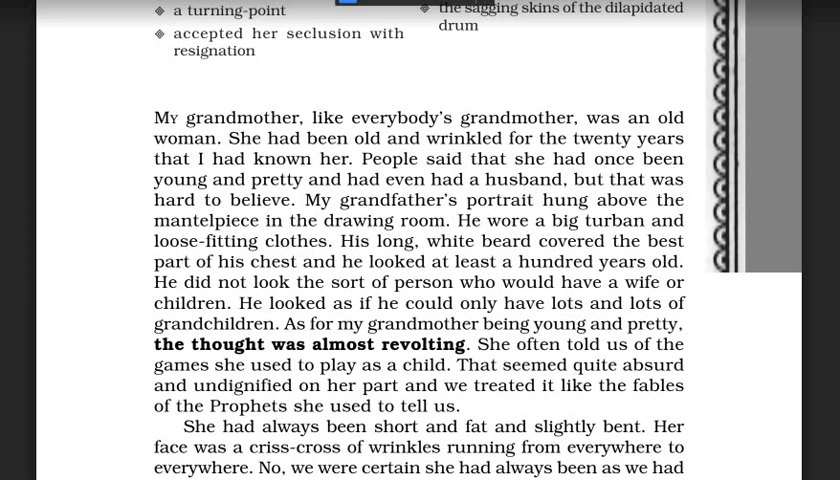 a turning-point
accepted her seclusion with
resignation
the sagging skins of the dilapidated
drum
MY grandmother, like everybody's grandmother, was an old
woman. She had been old and wrinkled for the twenty years
that I had known her. People said that she had once been
young and pretty and had even had a husband, but that was
hard to believe. My grandfather's portrait hung above the
mantelpiece in the drawing room. He wore a big turban and
loose-fitting clothes. His long, white beard covered the best
part of his chest and he looked at least a hundred years old.
He did not look the sort of person who would have a wife or
children. He looked as if he could only have lots and lots of
grandchildren. As for my grandmother being young and pretty,
the thought was almost revolting. She often told us of the
games she used to play as a child. That seemed quite absurd
and undignified on her part and we treated it like the fables
of the Prophets she used to tell us.
She had always been short and fat and slightly bent. Her
face was a criss-cross of wrinkles running from everywhere to
everywhere. No, we were certain she had always been as we had